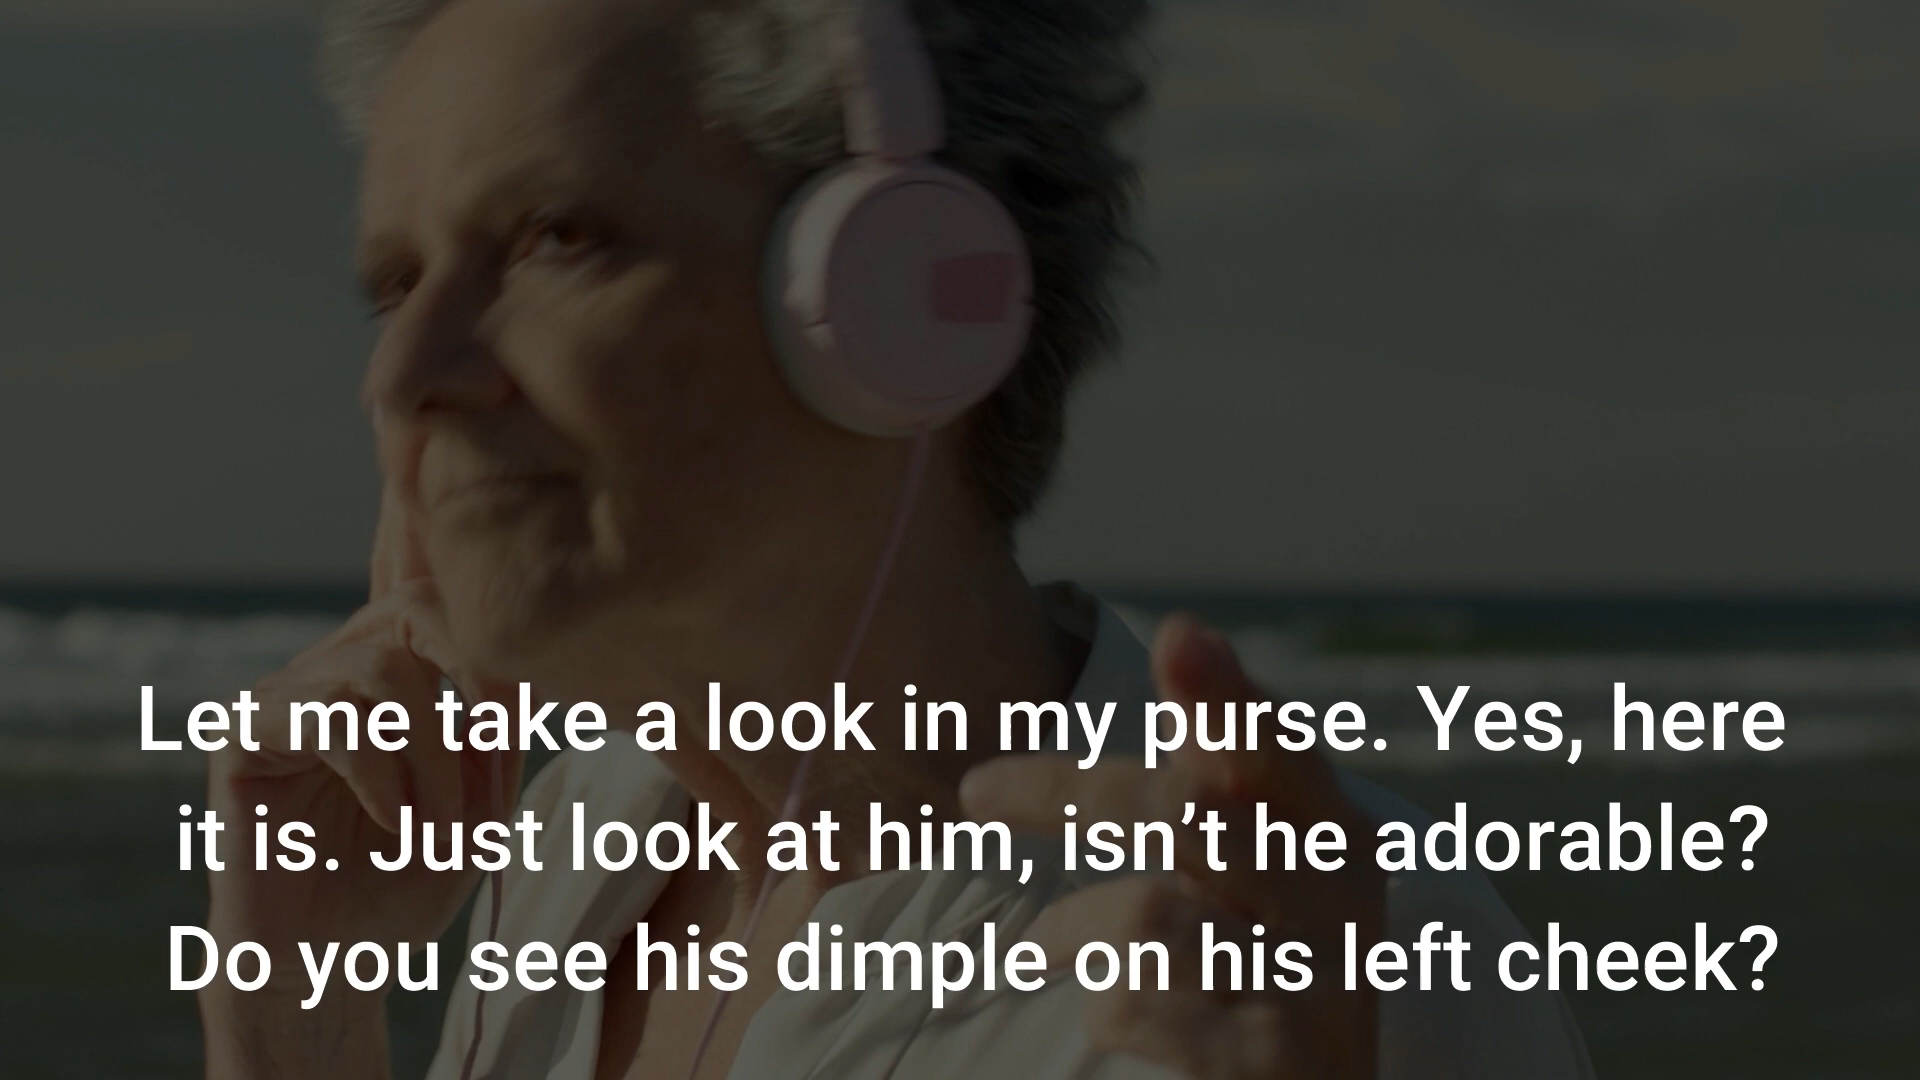 Let me take a look in my purse. Yes, here
it is. Just look at him, isn’t he adorable?
Do you see his dimple on his left cheek?